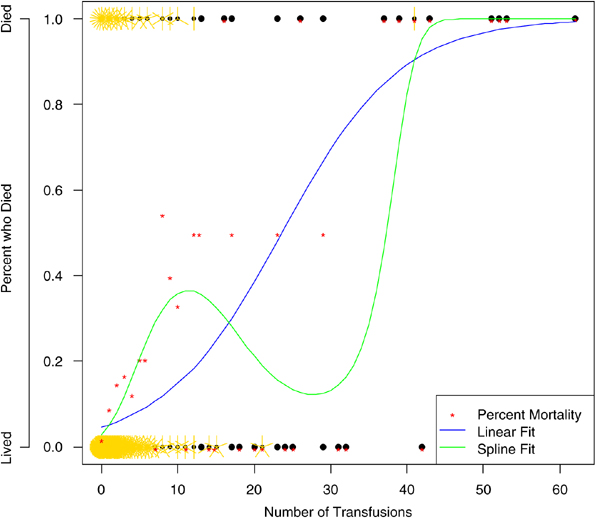 Died
Percent who Died
Lived
1.0
0.8
0.6
0.4
0.2
0.0
0
10
20
30
40
50
60
Number of Transfusions
* Percent Mortality
Linear Fit
Spline Fit